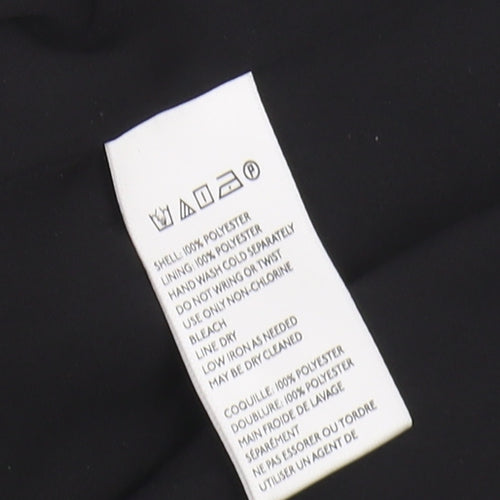 P
SHELL: 100% POLYESTER
LINING: 100% POLYESTER
HAND WASH COLD SEPARATELY
DO NOT WRING OR TWIST
USE ONLY NON-CHLORINE
BLEACH
LINE DRY
LOW IRON AS NEEDED
MAY BE DRY CLEANED
COQUILLE: 100% POLYESTER
DOUBLURE: 100% POLYESTER
MAIN FROIDE DE LAVAGE
SÉPARÉMENT
NE PAS ESSORER OU TORDRE
UTILISER UN AGENT DE